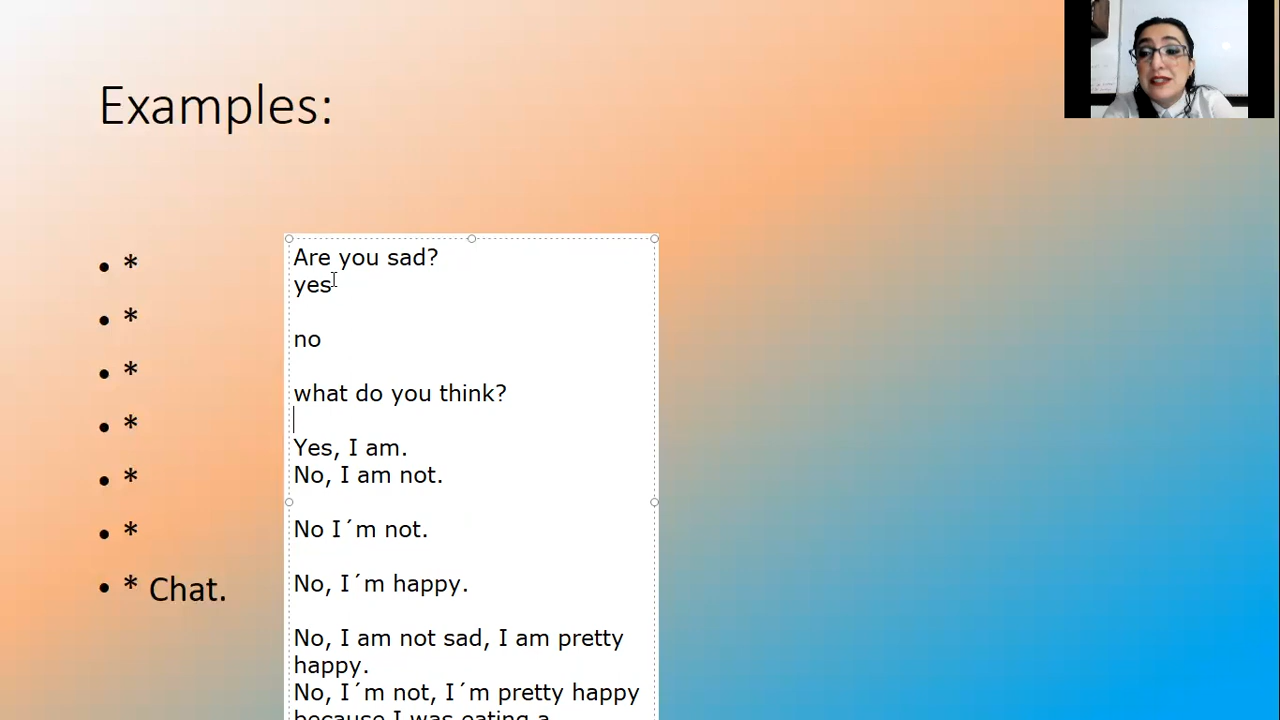 Examples:
• *
• *
• *
• *
• *
• *
• * Chat.
Are you sad?
yes
no
what do you think?
Yes, I am.
No, I am not.
No I´m not.
No, I´m happy.
No, I am not sad, I am pretty
happy.
No, I´m not, I´m pretty happy
because I was eating a